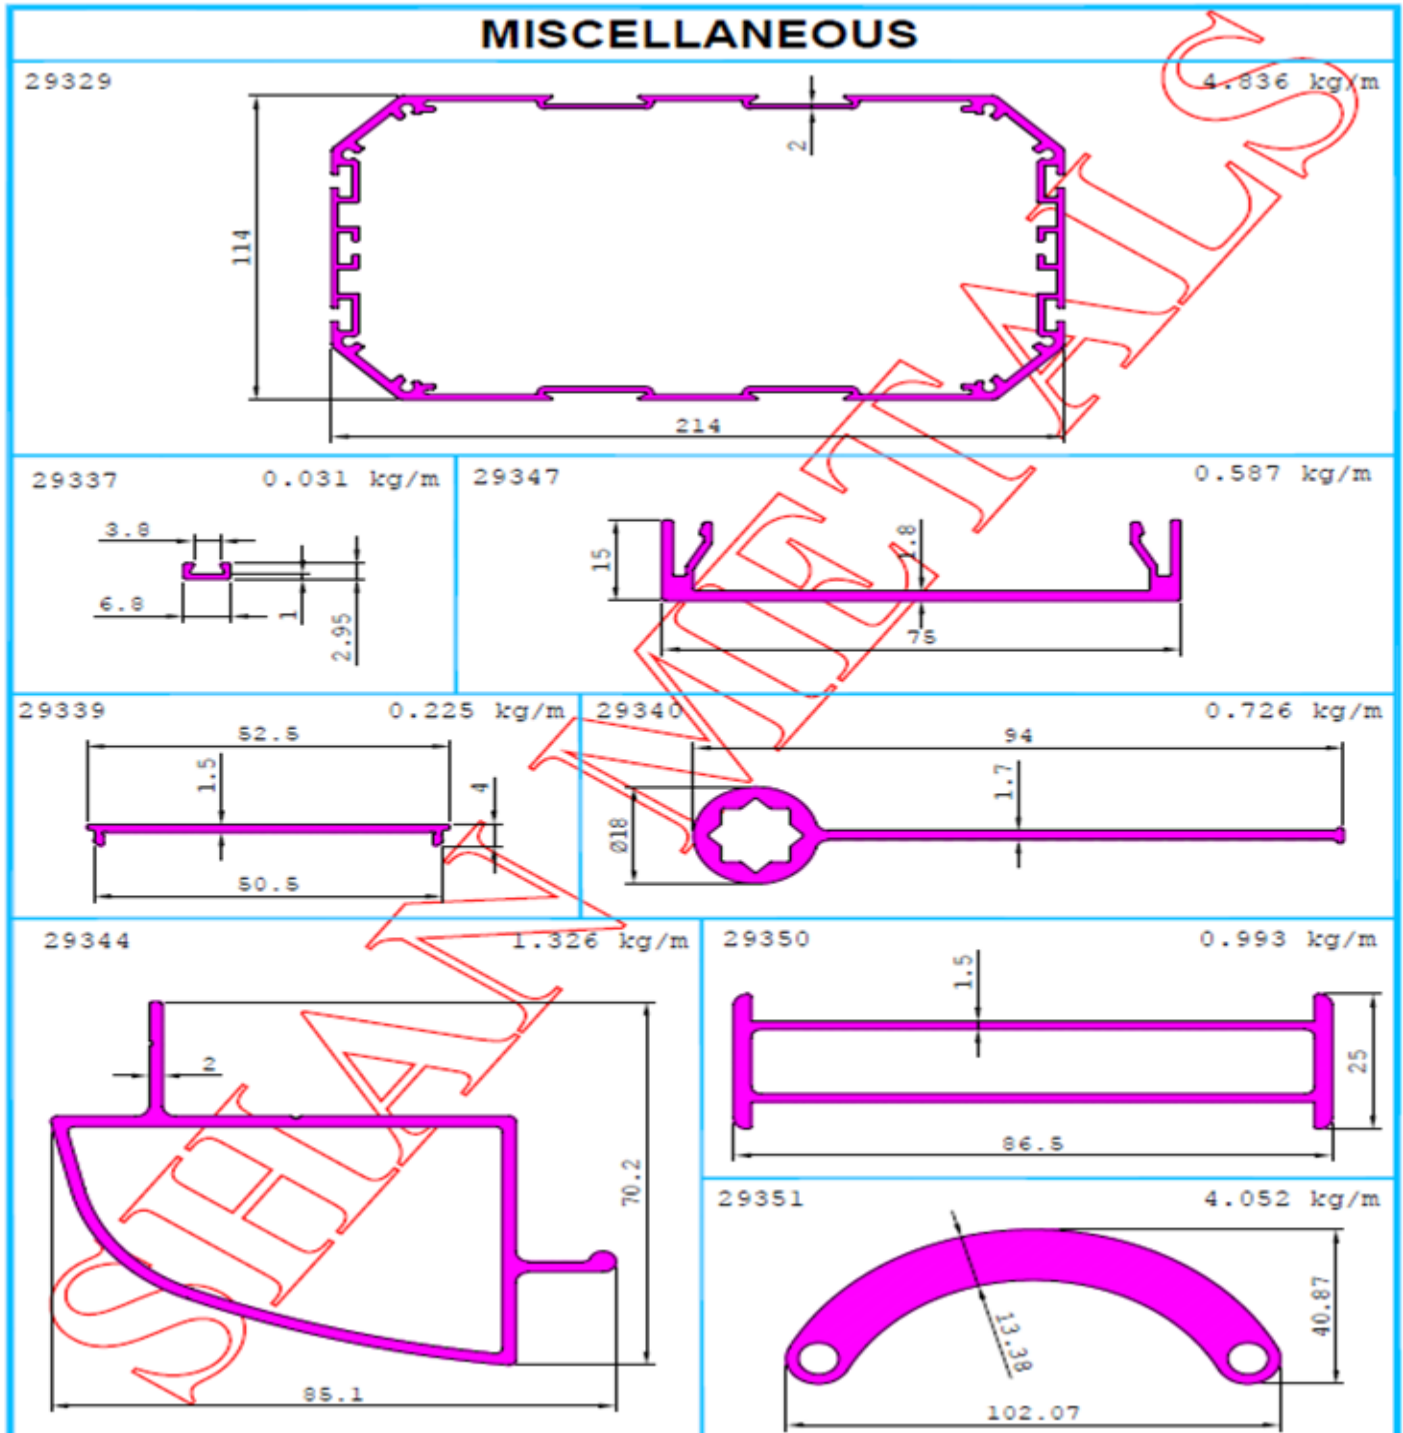 MISCELLANEOUS
29329 4.836 kg/m
2
114
214
29337 0.031 kg/m
3.8
6.8
1
2.95
29347 0.587 kg/m
15
1.8
75
29339 0.225 kg/m
52.5
1.5
4
50.5
29340 0.726 kg/m
94
1.7
Ø18
29344 1.326 kg/m
2
70.2
85.1
29350 0.993 kg/m
1.5
25
86.5
29351 4.052 kg/m
13.38
40.87
102.07
SHAN METALS